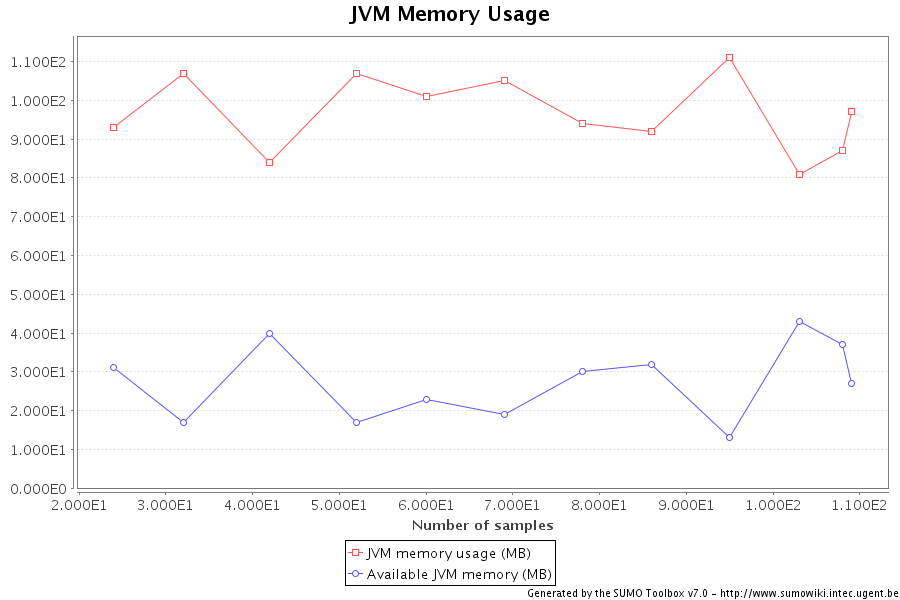 JVM Memory Usage
1.100E2
1.000E2
9.000E1
8.000E1
7.000E1
6.000E1
5.000E1
4.000E1
3.000E1
2.000E1
1.000E1
0.000E0
2.000E1 3.000E1 4.000E1 5.000E1 6.000E1 7.000E1 8.000E1 9.000E1 1.000E2 1.100E2
Number of samples
JVM memory usage (MB)
Available JVM memory (MB)
Generated by the SUMO Toolbox v7.0 - http://www.sumowiki.intec.ugent.be